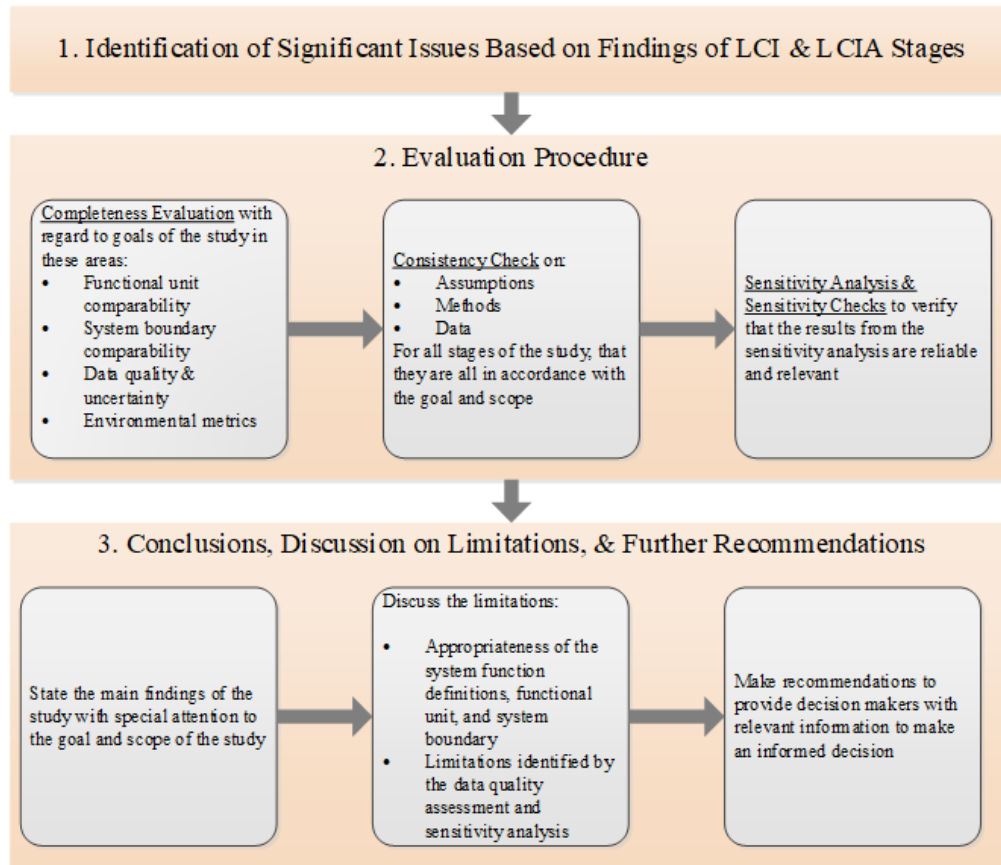 1. Identification of Significant Issues Based on Findings of LCI & LCIA Stages
2. Evaluation Procedure
Completeness Evaluation with
regard to goals of the study in
these areas:
• Functional unit
comparability
• System boundary
comparability
• Data quality &
uncertainty
• Environmental metrics
Consistency Check on:
• Assumptions
• Methods
• Data
For all stages of the study, that
they are all in accordance with
the goal and scope
Sensitivity Analysis &
Sensitivity Checks to verify
that the results from the
sensitivity analysis are reliable
and relevant
3. Conclusions, Discussion on Limitations, & Further Recommendations
State the main findings of the
study with special attention to
the goal and scope of the study
Discuss the limitations:
• Appropriateness of the
system function
definitions, functional
unit, and system
boundary
• Limitations identified by
the data quality
assessment and
sensitivity analysis
Make recommendations to
provide decision makers with
relevant information to make
an informed decision